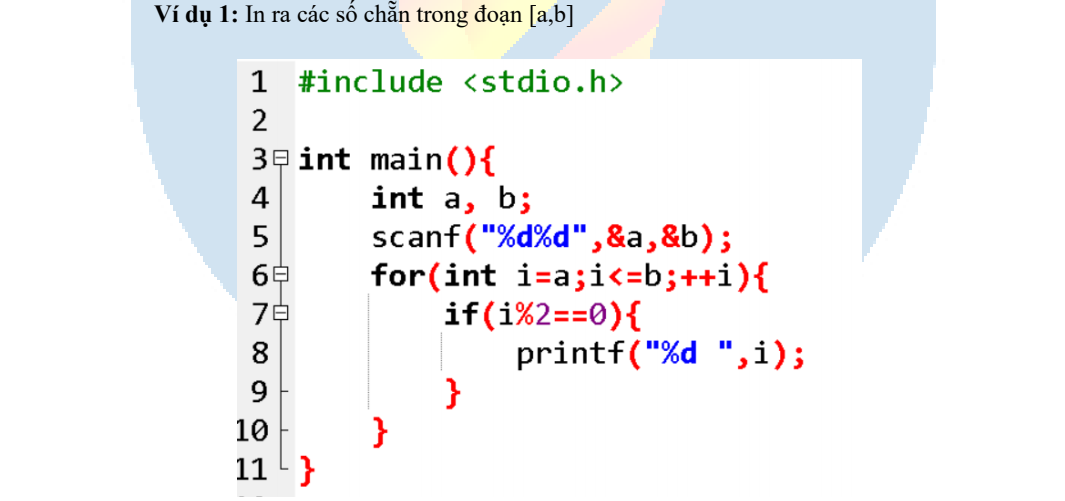 Ví dụ 1: In ra các số chẵn trong đoạn [a,b]
1 #include <stdio.h>
2
3 int main(){
4 int a, b;
5 scanf("%d%d",&a,&b);
6 for(int i=a;i<=b;++i){
7 if(i%2==0){
8 printf("%d ",i);
9 }
10 }
11 }